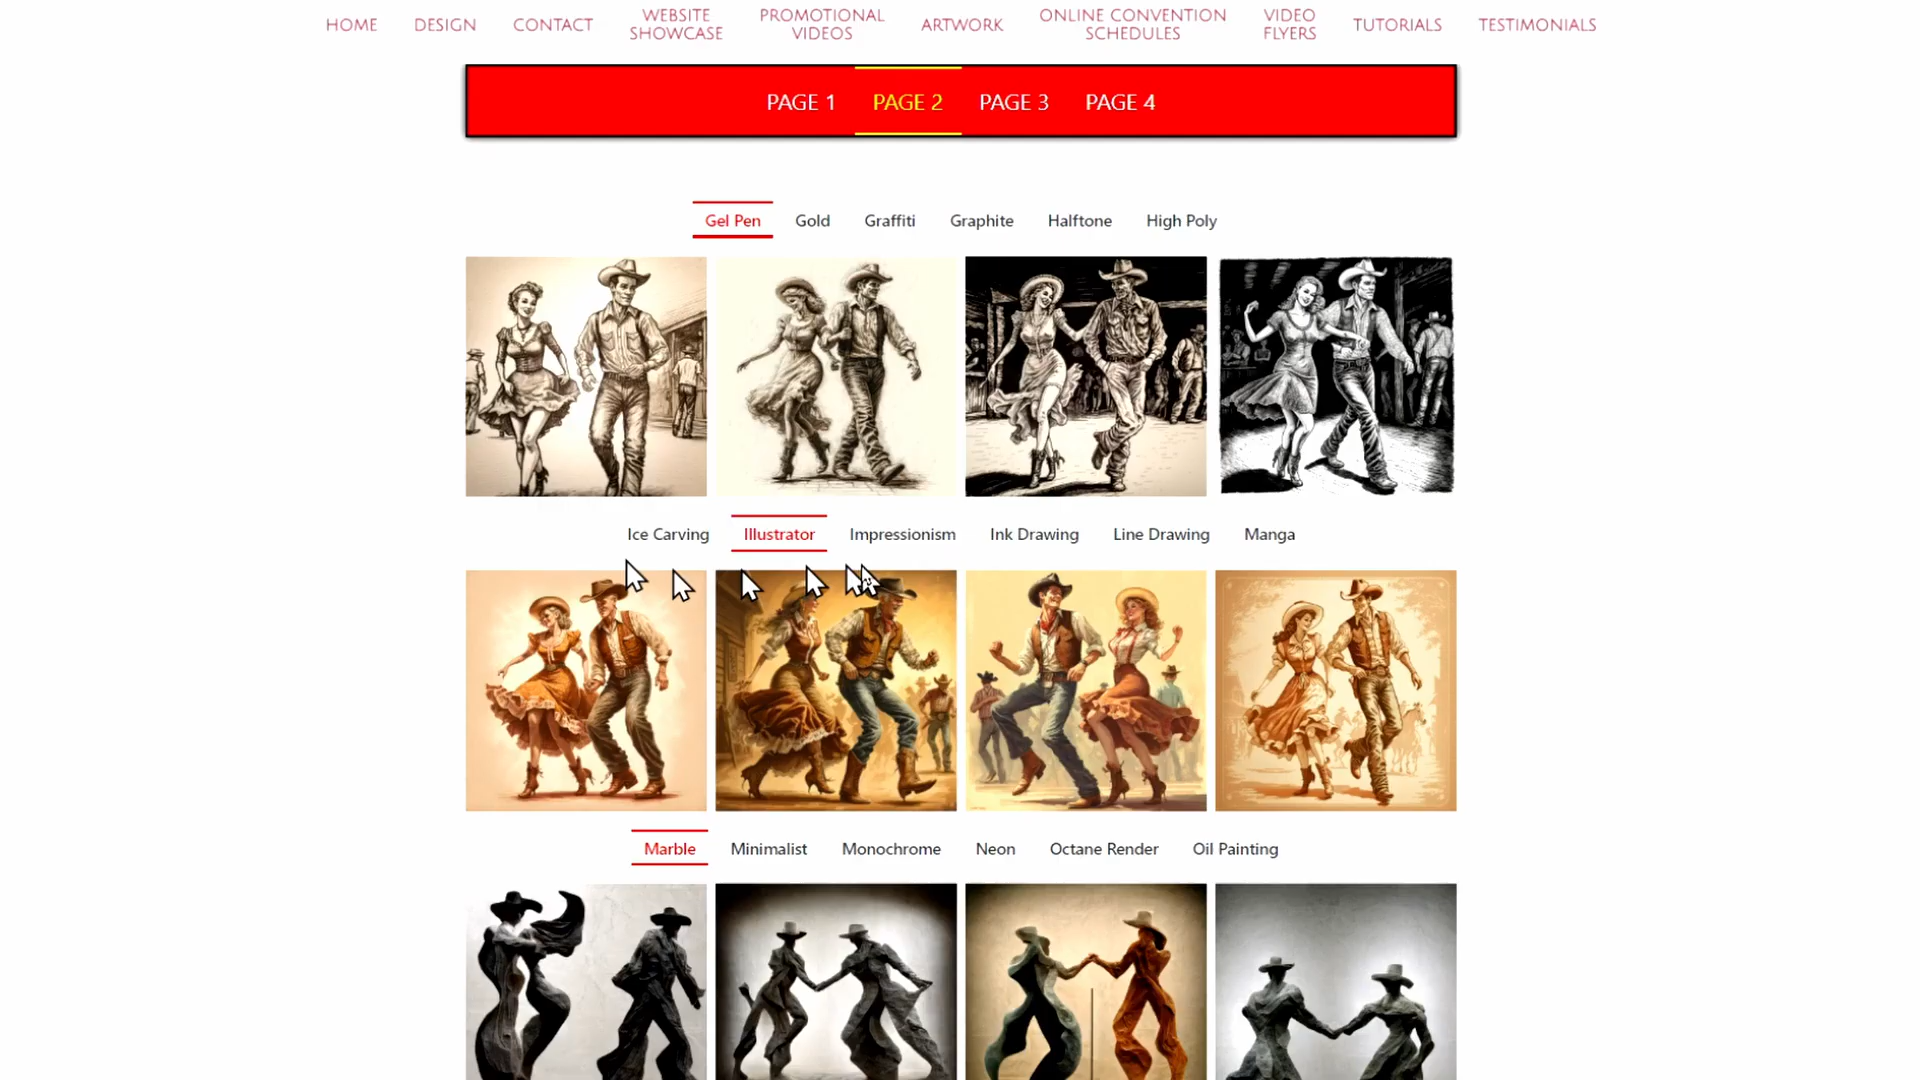 HOME DESIGN CONTACT WEBSITE SHOWCASE PROMOTIONAL VIDEOS ARTWORK ONLINE CONVENTION SCHEDULES VIDEO FLYERS TUTORIALS TESTIMONIALS
PAGE 1 PAGE 2 PAGE 3 PAGE 4
Gel Pen Gold Graffiti Graphite Halftone High Poly
Ice Carving Illustrator Impressionism Ink Drawing Line Drawing Manga
Marble Minimalist Monochrome Neon Octane Render Oil Painting